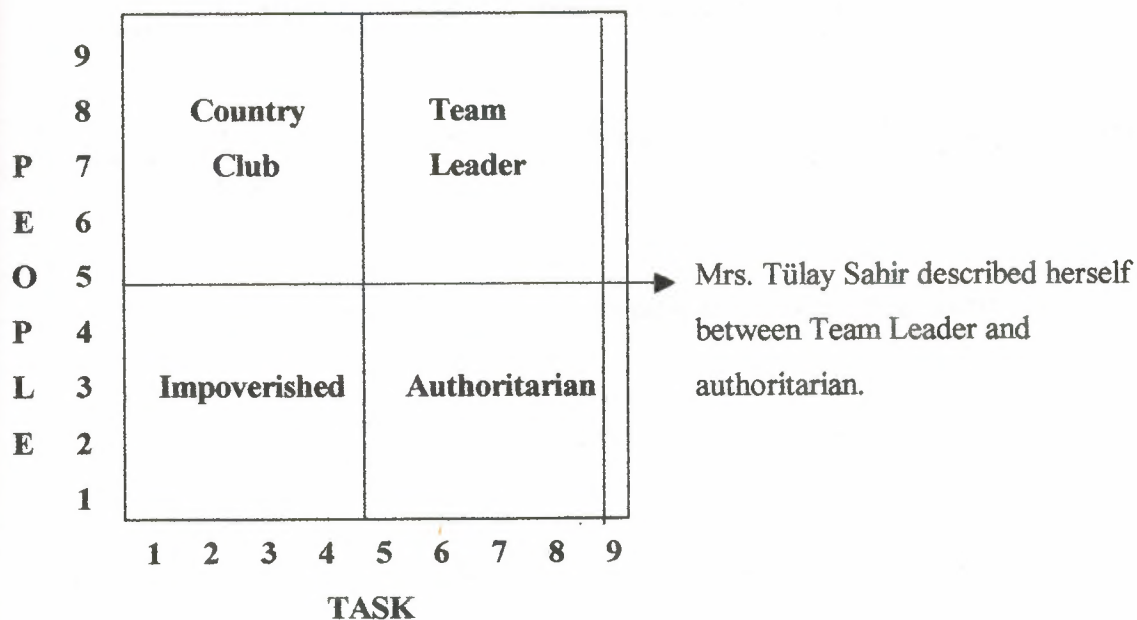 9
8 Country Team
P 7 Club Leader
E 6
O 5 Mrs. Tülay Sahir described herself
P 4 between Team Leader and
L 3 Impoverished Authoritarian authoritarian.
E 2
1
1 2 3 4 5 6 7 8 9
TASK